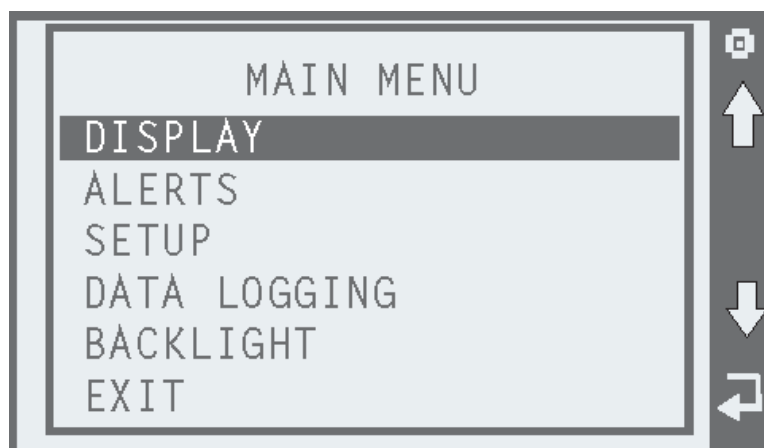 MAIN MENU
DISPLAY
ALERTS
SETUP
DATA LOGGING
BACKLIGHT
EXIT